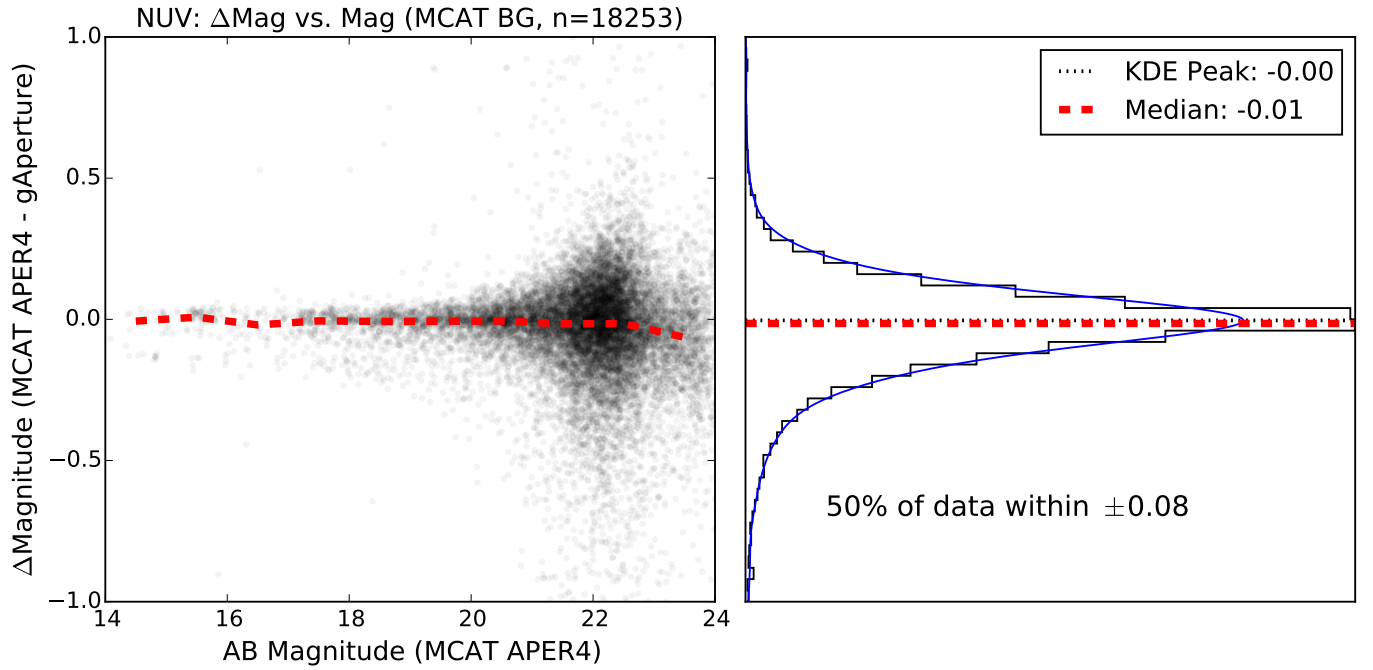 NUV: ΔMag vs. Mag (MCAT BG, n=18253)
ΔMagnitude (MCAT APER4 - gAperture)
1.0
0.5
0.0
−0.5
−1.0
14 16 18 20 22 24
AB Magnitude (MCAT APER4)
KDE Peak: -0.00
Median: -0.01
50% of data within ±0.08